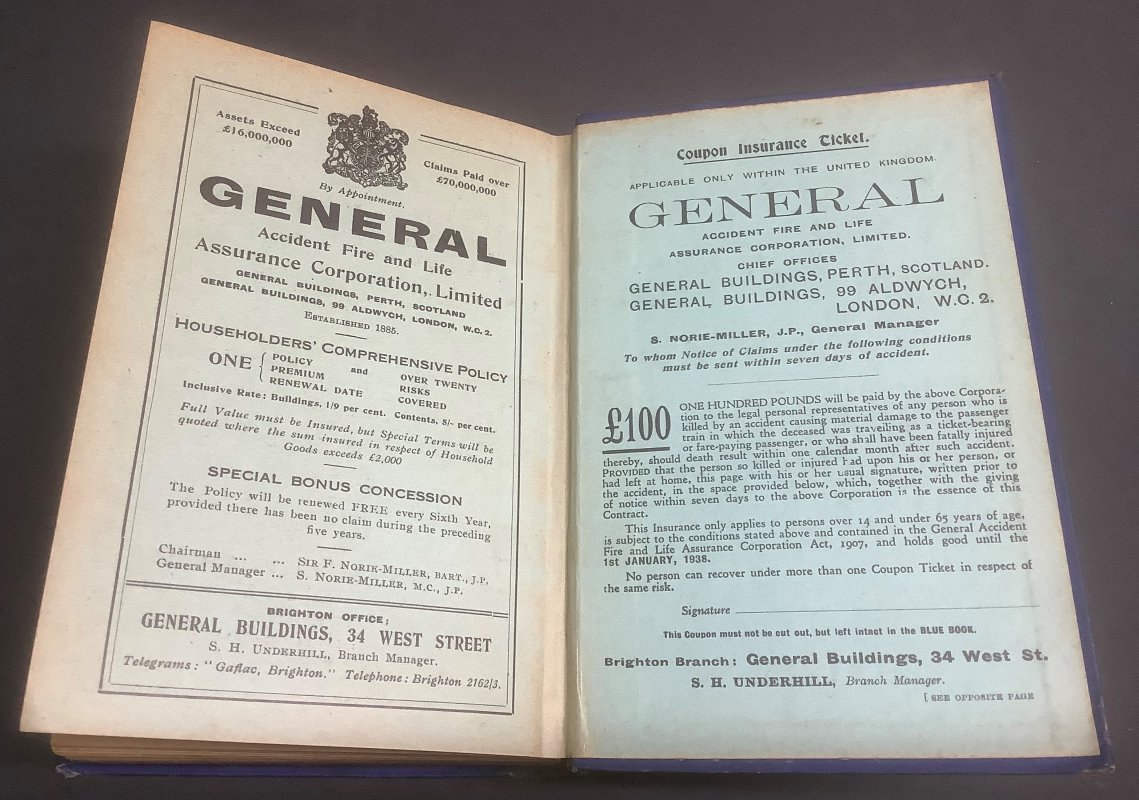 Assets Exceed
£16,000,000
Claims Paid over
£70,000,000
By Appointment.
GENERAL
Accident Fire and Life
Assurance Corporation, Limited
GENERAL BUILDINGS, PERTH, SCOTLAND
GENERAL BUILDINGS, 99 ALDWYCH, LONDON, W.C.2.
ESTABLISHED 1885.
HOUSEHOLDERS' COMPREHENSIVE POLICY
ONE { POLICY and OVER TWENTY
PREMIUM RISKS
RENEWAL DATE COVERED
Inclusive Rate: Buildings, 1/9 per cent. Contents, 5/- per cent.
Full Value must be Insured, but Special Terms will be
quoted where the sum insured in respect of Household
Goods exceeds £2,000
SPECIAL BONUS CONCESSION
The Policy will be renewed FREE every Sixth Year,
provided there has been no claim during the preceding
five years.
Chairman ... ... SIR F. NORIE-MILLER, BART., J.P.
General Manager ... S. NORIE-MILLER, M.C., J.P.
BRIGHTON OFFICE;
GENERAL BUILDINGS, 34 WEST STREET
S. H. UNDERHILL, Branch Manager.
Telegrams: "Gaflac, Brighton." Telephone: Brighton 2162/3.
Coupon Insurance Ticket.
APPLICABLE ONLY WITHIN THE UNITED KINGDOM.
GENERAL
ACCIDENT FIRE AND LIFE
ASSURANCE CORPORATION, LIMITED.
CHIEF OFFICES
GENERAL BUILDINGS, PERTH, SCOTLAND.
GENERAL BUILDINGS, 99 ALDWYCH,
LONDON, W.C. 2.
S. NORIE-MILLER, J.P., General Manager
To whom Notice of Claims under the following conditions
must be sent within seven days of accident.
£100 ONE HUNDRED POUNDS will be paid by the above Corpora-
tion to the legal personal representatives of any person who is
killed by an accident causing material damage to the passenger
train in which the deceased was travelling as a ticket-bearing
or fare-paying passenger, or who shall have been fatally injured
thereby, should death result within one calendar month after such accident.
PROVIDED that the person so killed or injured had upon his or her person, or
had left at home, this page with his or her usual signature, written prior to
the accident, in the space provided below, which, together with the giving
of notice within seven days to the above Corporation is the essence of this
Contract.
This Insurance only applies to persons over 14 and under 65 years of age,
is subject to the conditions stated above and contained in the General Accident
Fire and Life Assurance Corporation Act, 1907, and holds good until the
1st JANUARY, 1938.
No person can recover under more than one Coupon Ticket in respect of
the same risk.
Signature
This Coupon must not be cut out, but left intact in the BLUE BOOK.
Brighton Branch: General Buildings, 34 West St.
S. H. UNDERHILL, Branch Manager.
[SEE OPPOSITE PAGE